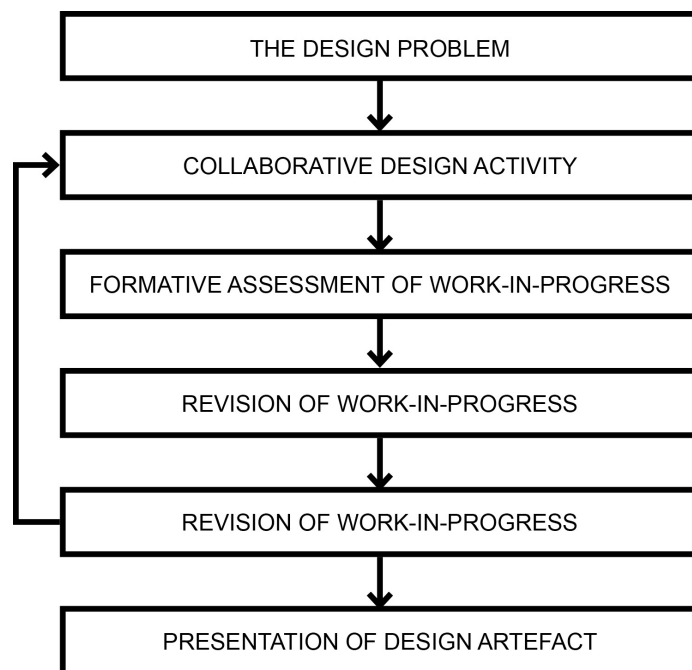 THE DESIGN PROBLEM
COLLABORATIVE DESIGN ACTIVITY
FORMATIVE ASSESSMENT OF WORK-IN-PROGRESS
REVISION OF WORK-IN-PROGRESS
REVISION OF WORK-IN-PROGRESS
PRESENTATION OF DESIGN ARTEFACT